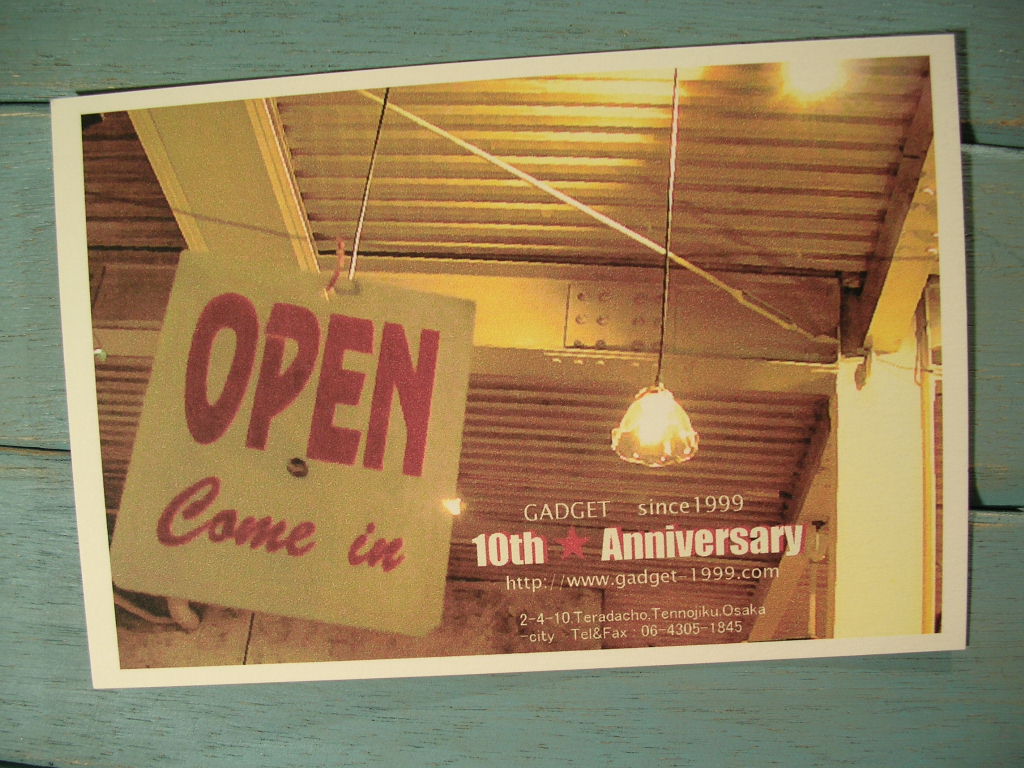 OPEN
Come in
GADGET since1999
10th ★ Anniversary
http://www.gadget-1999.com
2-4-10.Teradacho.Tennojiku.Osaka
-city Tel&Fax : 06-4305-1845